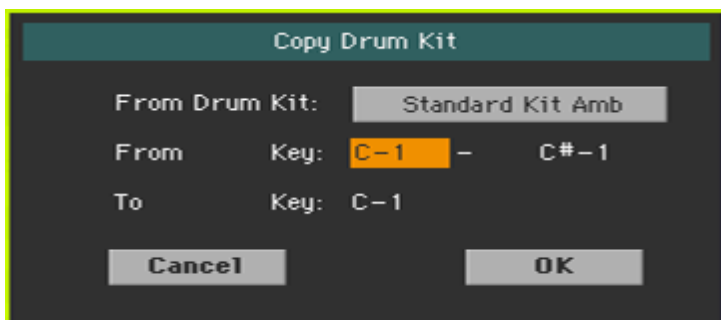 Copy Drum Kit
From Drum Kit: Standard Kit Amb
From Key: C-1 - C#-1
To Key: C-1
Cancel OK